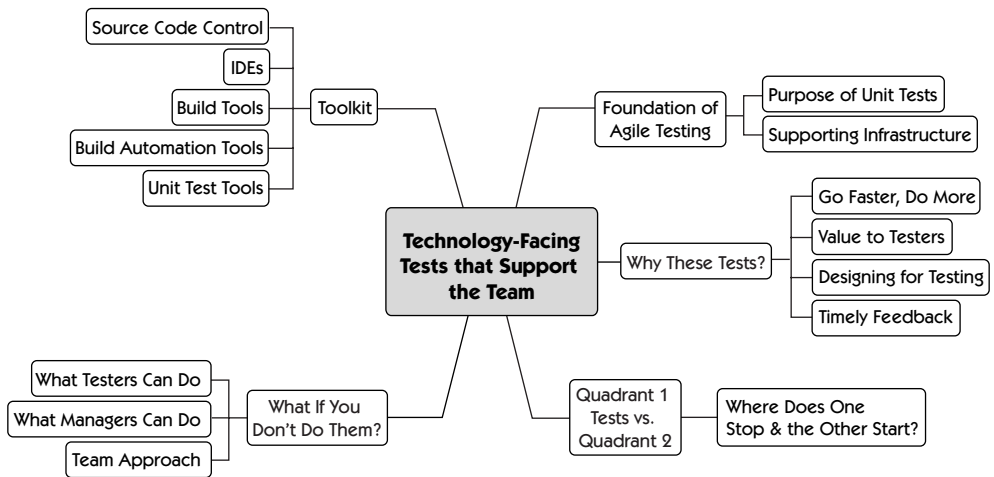 Source Code Control
IDEs
Build Tools
Build Automation Tools
Unit Test Tools
Toolkit
Foundation of
Agile Testing
Purpose of Unit Tests
Supporting Infrastructure
Technology-Facing
Tests that Support
the Team
Why These Tests?
Go Faster, Do More
Value to Testers
Designing for Testing
Timely Feedback
What Testers Can Do
What Managers Can Do
Team Approach
What If You
Don't Do Them?
Quadrant 1
Tests vs.
Quadrant 2
Where Does One
Stop & the Other Start?